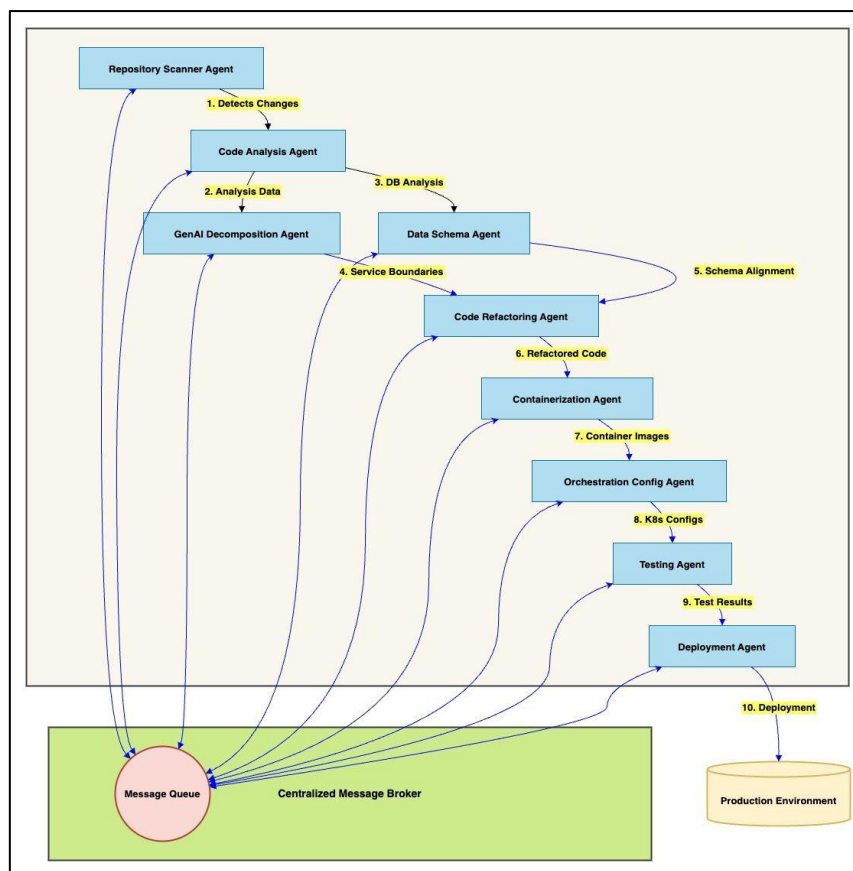 Repository Scanner Agent
1. Detects Changes
Code Analysis Agent
2. Analysis Data
3. DB Analysis
GenAI Decomposition Agent
Data Schema Agent
4. Service Boundaries
5. Schema Alignment
Code Refactoring Agent
6. Refactored Code
Containerization Agent
7. Container Images
Orchestration Config Agent
8. K8s Configs
Testing Agent
9. Test Results
Deployment Agent
10. Deployment
Message Queue
Centralized Message Broker
Production Environment